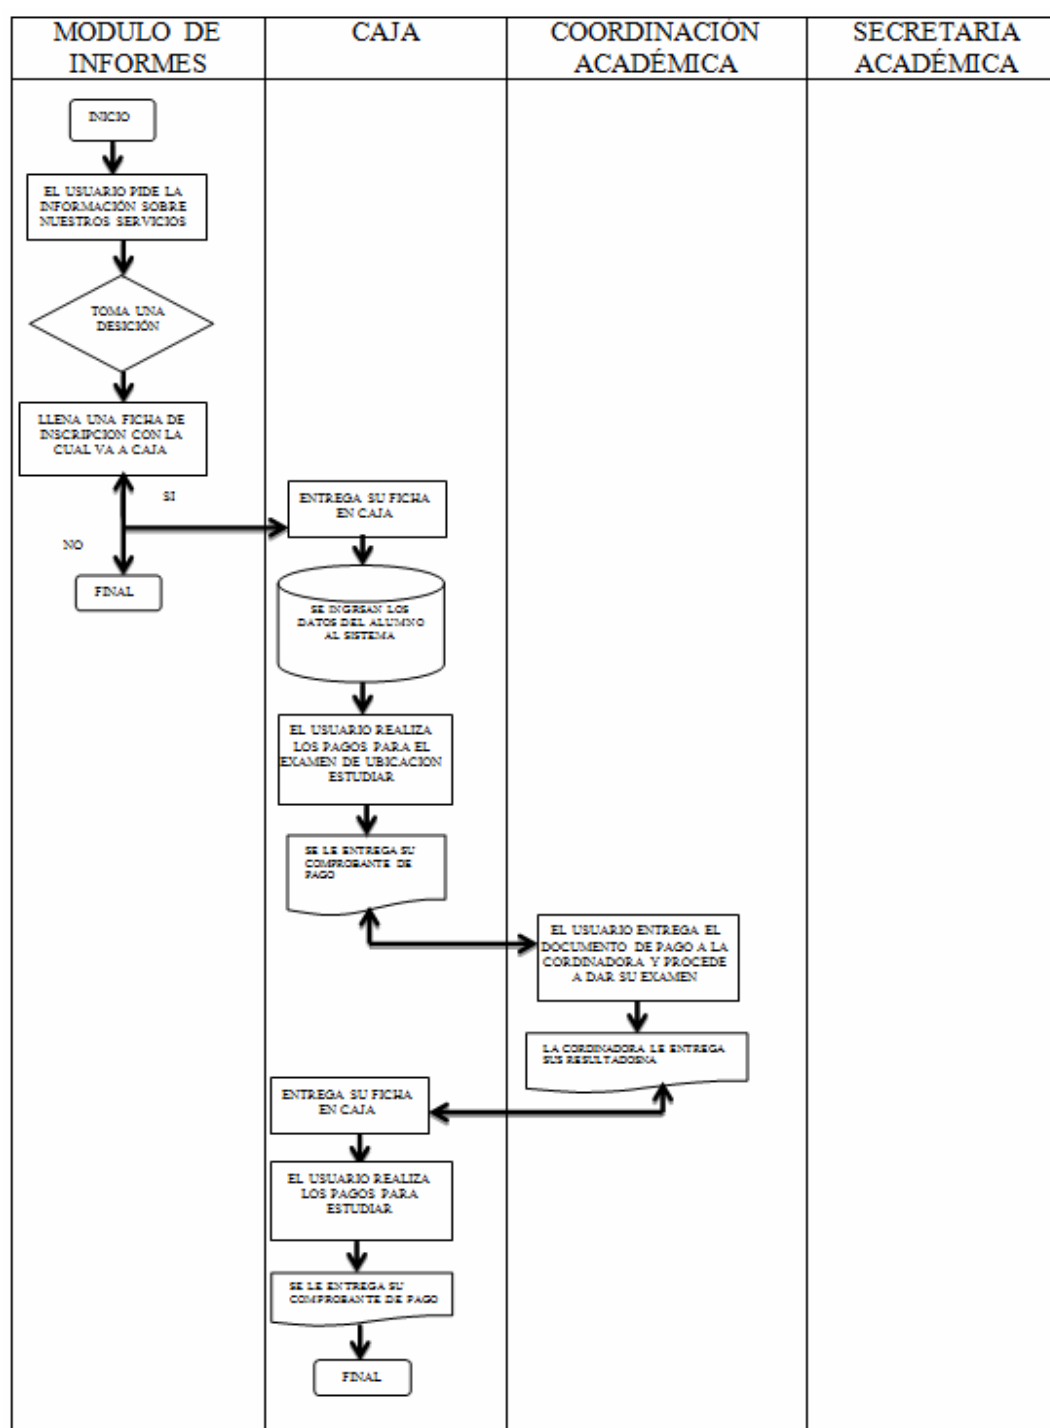 MODULO DE
INFORMES
CAJA
COORDINACIÓN
ACADÉMICA
SECRETARIA
ACADÉMICA
INICIO
EL USUARIO PIDE LA
INFORMACIÓN SOBRE
NUESTROS SERVICIOS
TOMA UNA
DESICIÓN
LLENA UNA FICHA DE
INSCRIPCION CON LA
CUAL VA A CAJA
SI
NO
FINAL
ENTREGA SU FICHA
EN CAJA
SE INGRSAN LOS
DATOS DEL ALUMNO
AL SISTEMA
EL USUARIO REALIZA
LOS PAGOS PARA EL
EXAMEN DE UBICACION
ESTUDIAR
SE LE ENTREGA SU
COMPROBANTE DE
PAGO
EL USUARIO ENTREGA EL
DOCUMENTO DE PAGO A LA
CORDINADORA Y PROCEDE
A DAR SU EXAMEN
LA CORDINADORA LE ENTREGA
SUS RESULTADOSNA
ENTREGA SU FICHA
EN CAJA
EL USUARIO REALIZA
LOS PAGOS PARA
ESTUDIAR
SE LE ENTREGA SU
COMPROBANTE DE PAGO
FINAL